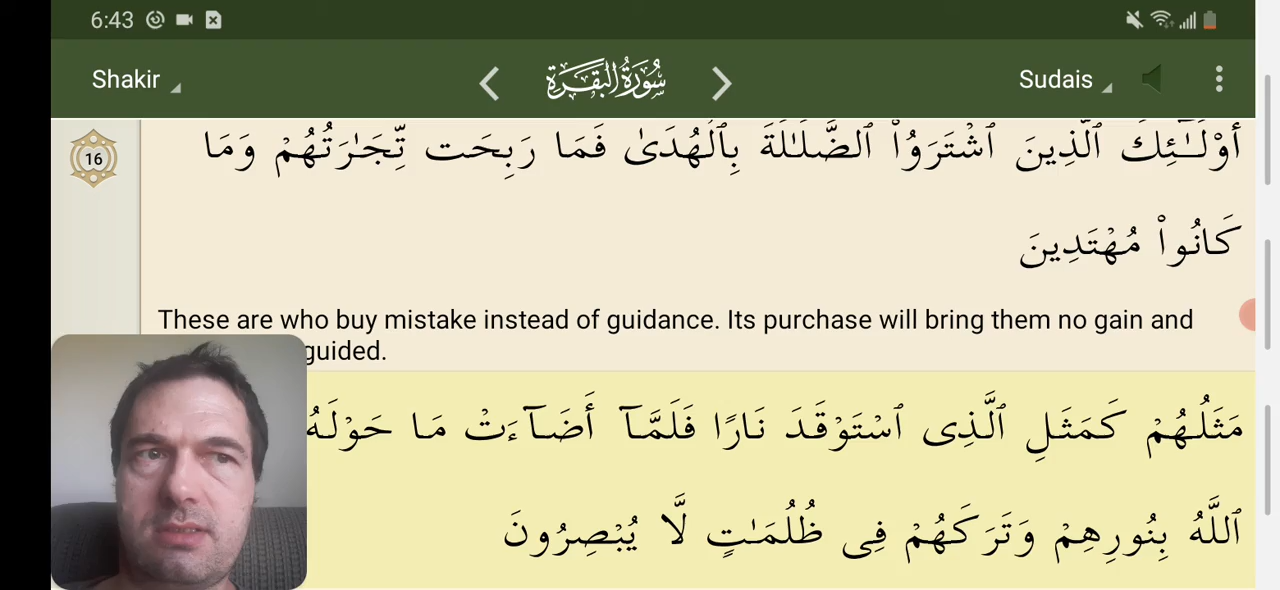 6:43
Shakir
سُورَةُ البَقَرَةِ
Sudais
16
أُوْلَـٰٓئِكَ ٱلَّذِينَ ٱشْتَرَوُا۟ ٱلضَّلَـٰلَةَ بِٱلْهُدَىٰ فَمَا رَبِحَت تِّجَـٰرَتُهُمْ وَمَا
كَانُوا۟ مُهْتَدِينَ
These are who buy mistake instead of guidance. Its purchase will bring them no gain and
guided.
مَثَلُهُمْ كَمَثَلِ ٱلَّذِى ٱسْتَوْقَدَ نَارًا فَلَمَّآ أَضَآءَتْ مَا حَوْلَهُ
ٱللَّهُ بِنُورِهِمْ وَتَرَكَهُمْ فِى ظُلُمَـٰتٍ لَّا يُبْصِرُونَ